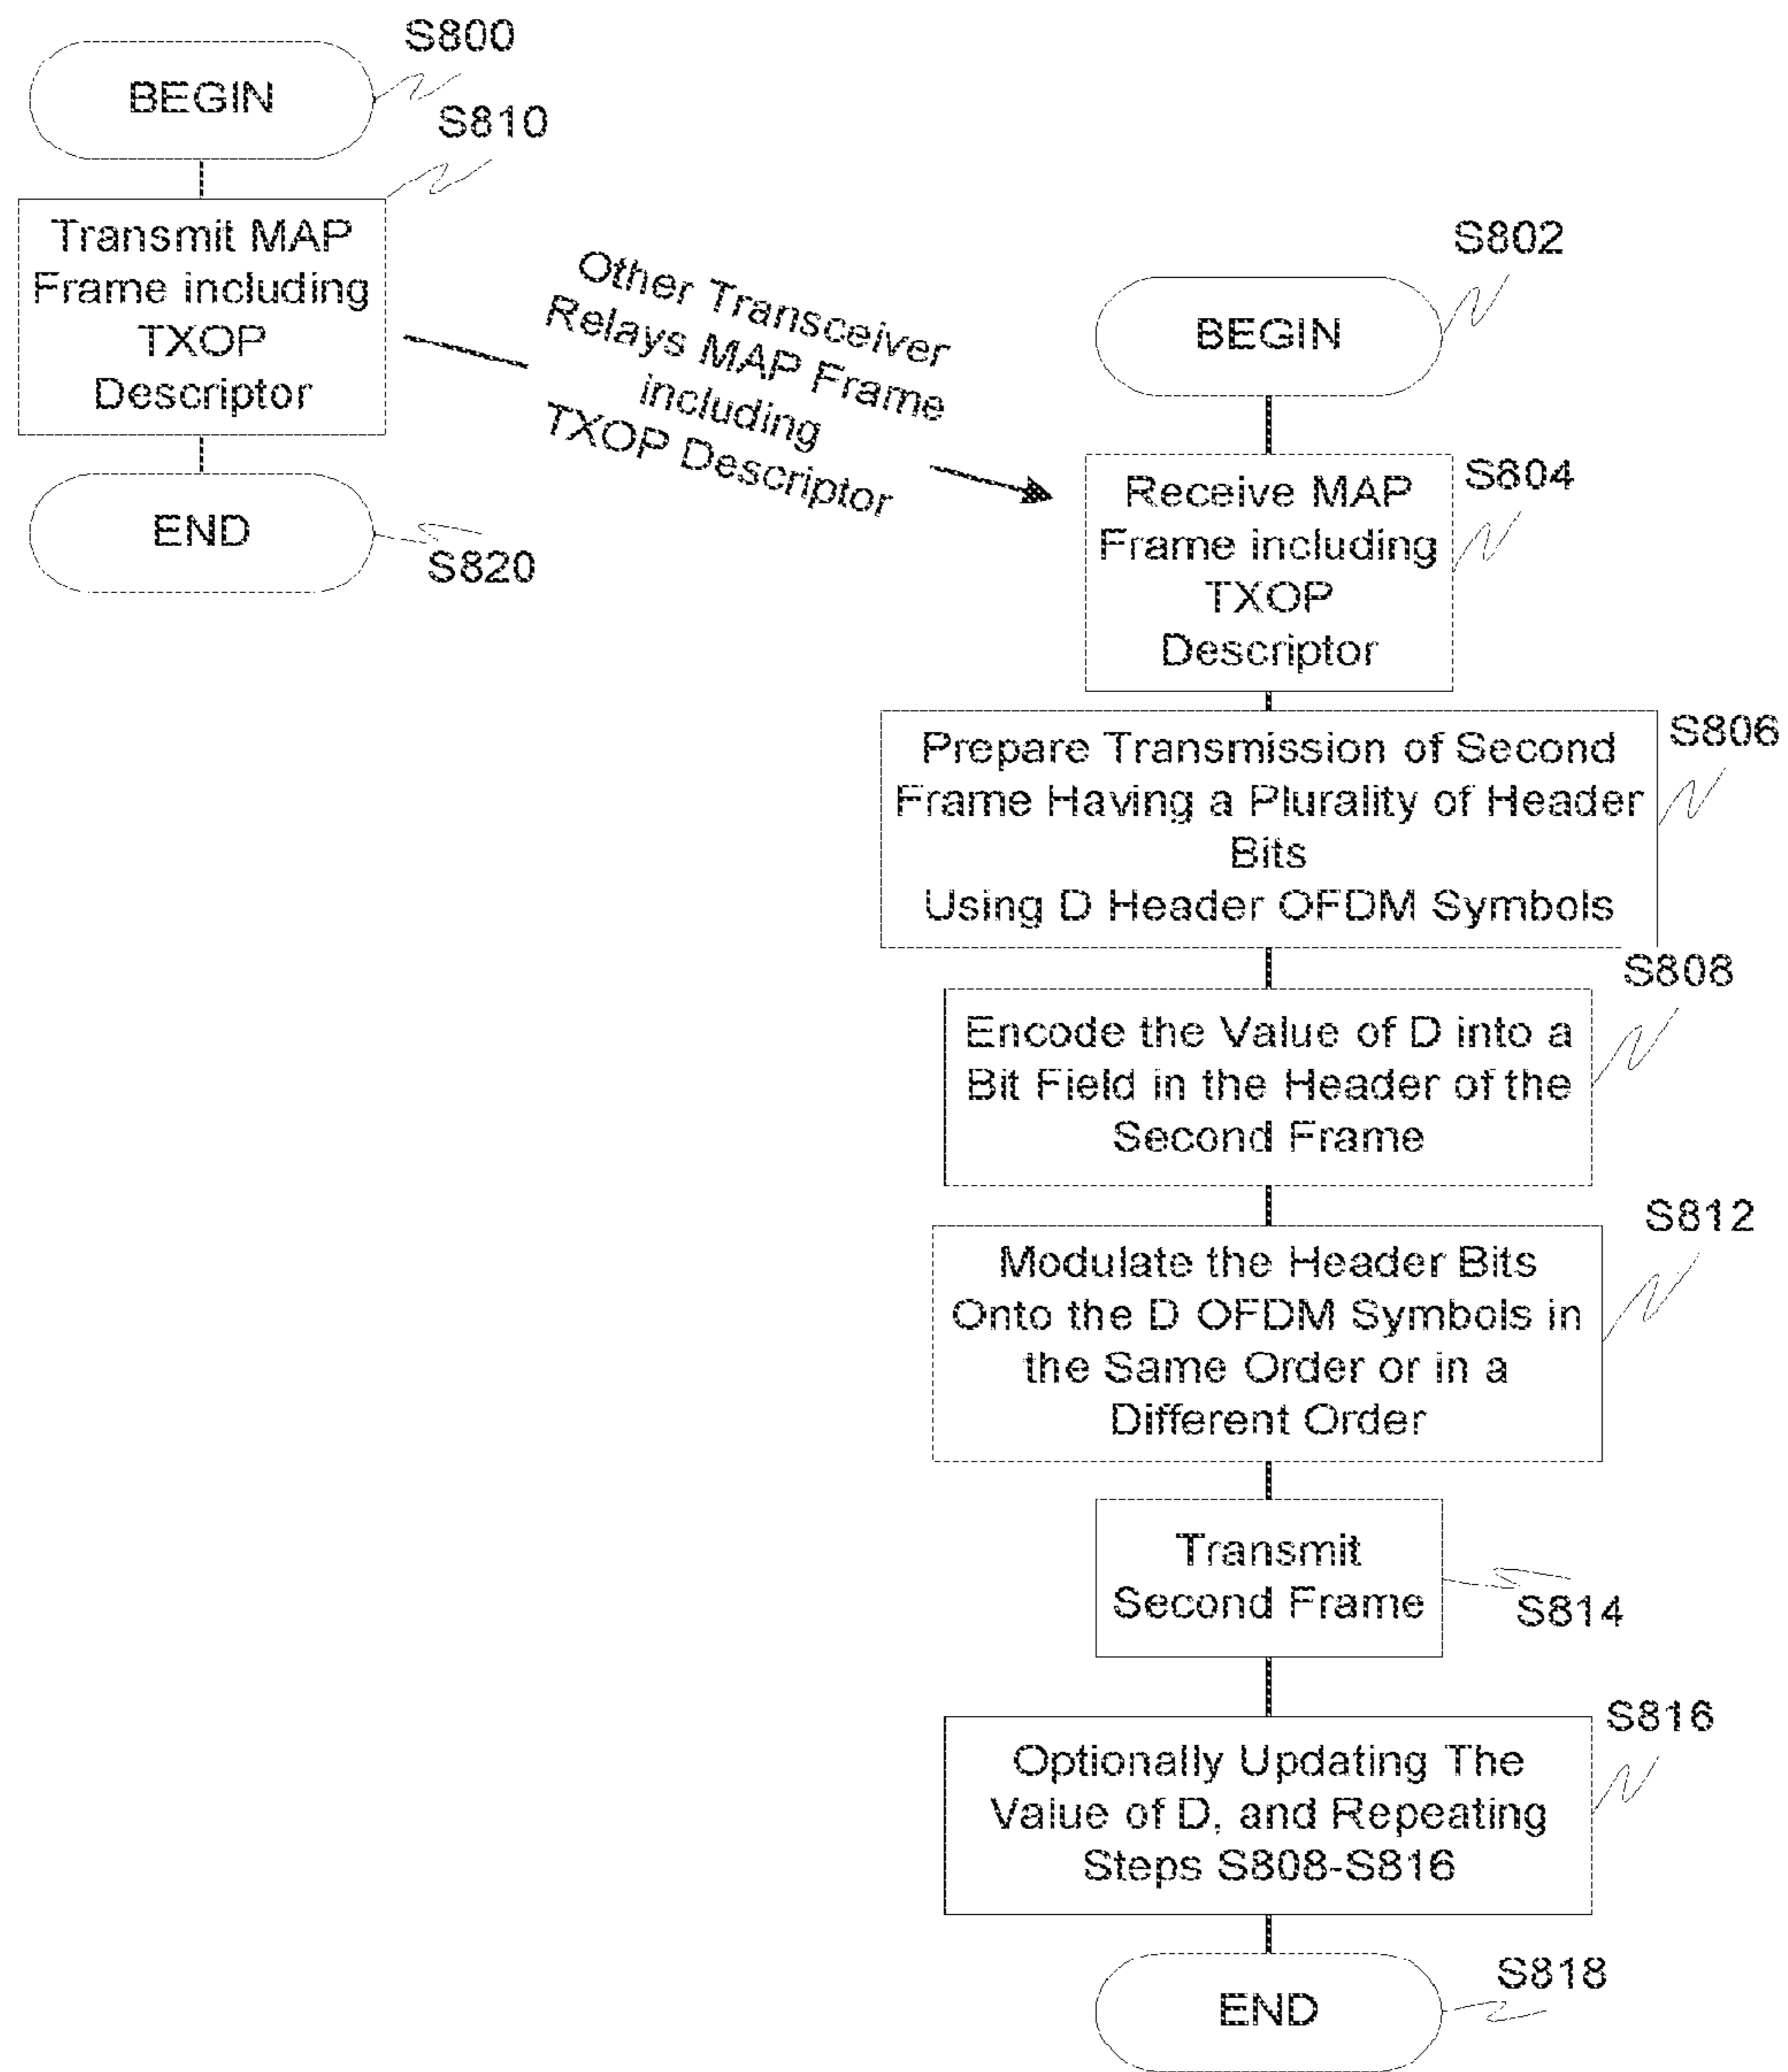 S800
BEGIN
S810
Transmit MAP
Frame including
TXOP
Descriptor
END
S820
Other Transceiver
Relays MAP Frame
including
TXOP Descriptor
S802
BEGIN
S804
Receive MAP
Frame including
TXOP
Descriptor
S806
Prepare Transmission of Second
Frame Having a Plurality of Header
Bits
Using D Header OFDM Symbols
S808
Encode the Value of D into a
Bit Field in the Header of the
Second Frame
S812
Modulate the Header Bits
Onto the D OFDM Symbols in
the Same Order or in a
Different Order
Transmit
Second Frame
S814
S816
Optionally Updating The
Value of D, and Repeating
Steps S808-S816
S818
END